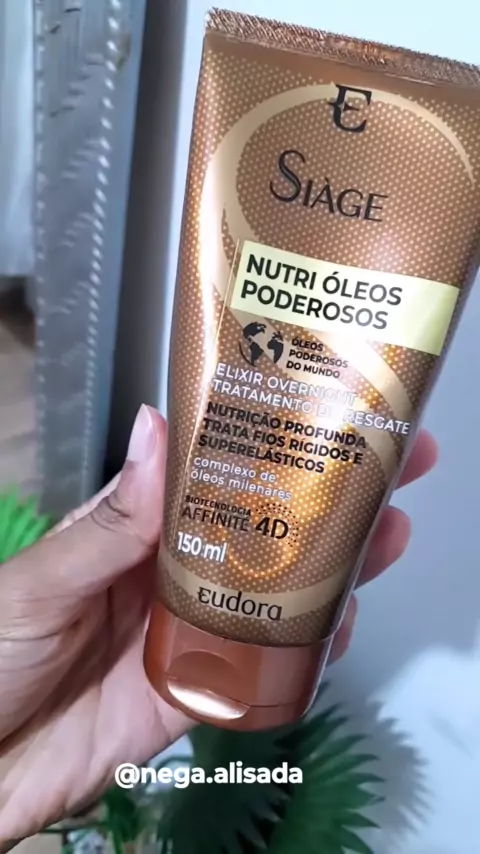 E
SIÀGE
NUTRI ÓLEOS
PODEROSOS
ÓLEOS
PODEROSOS
DO MUNDO
ELIXIR OVERNIGHT
TRATAMENTO DE RESGATE
NUTRIÇÃO PROFUNDA
TRATA FIOS RÍGIDOS E
SUPERELÁSTICOS
complexo de
óleos milenares
BIOTECNOLOGIA
AFFINITÉ 4D
150 ml
eudora
@nega.alisada